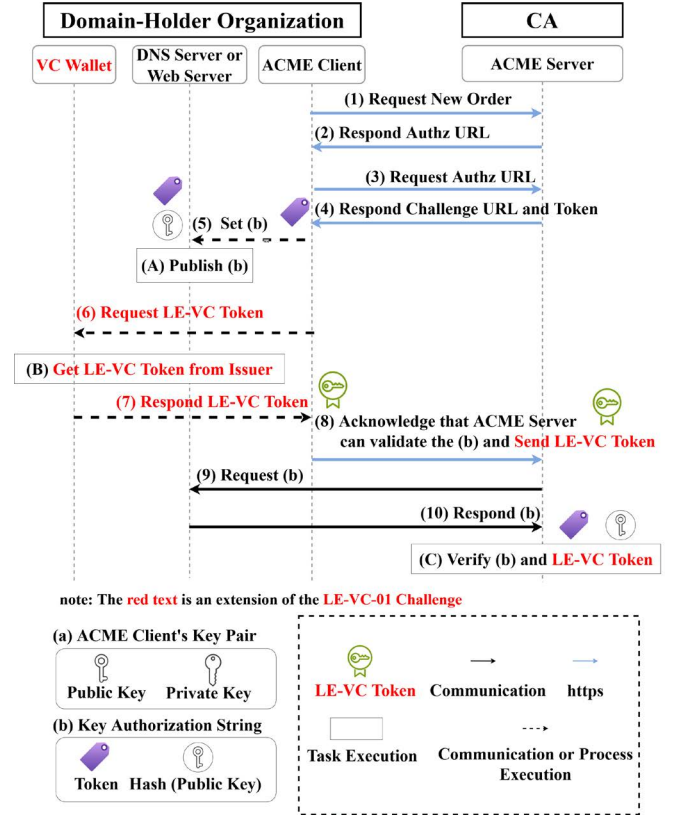 Domain-Holder Organization
CA
VC Wallet
DNS Server or
Web Server
ACME Client
ACME Server
(1) Request New Order
(2) Respond Authz URL
(3) Request Authz URL
(4) Respond Challenge URL and Token
(5) Set (b)
(A) Publish (b)
(6) Request LE-VC Token
(B) Get LE-VC Token from Issuer
(7) Respond LE-VC Token
(8) Acknowledge that ACME Server
can validate the (b) and Send LE-VC Token
(9) Request (b)
(10) Respond (b)
(C) Verify (b) and LE-VC Token
note: The red text is an extension of the LE-VC-01 Challenge
(a) ACME Client's Key Pair
Public Key
Private Key
(b) Key Authorization String
Token
Hash (Public Key)
LE-VC Token
Communication
https
Task Execution
Communication or Process
Execution